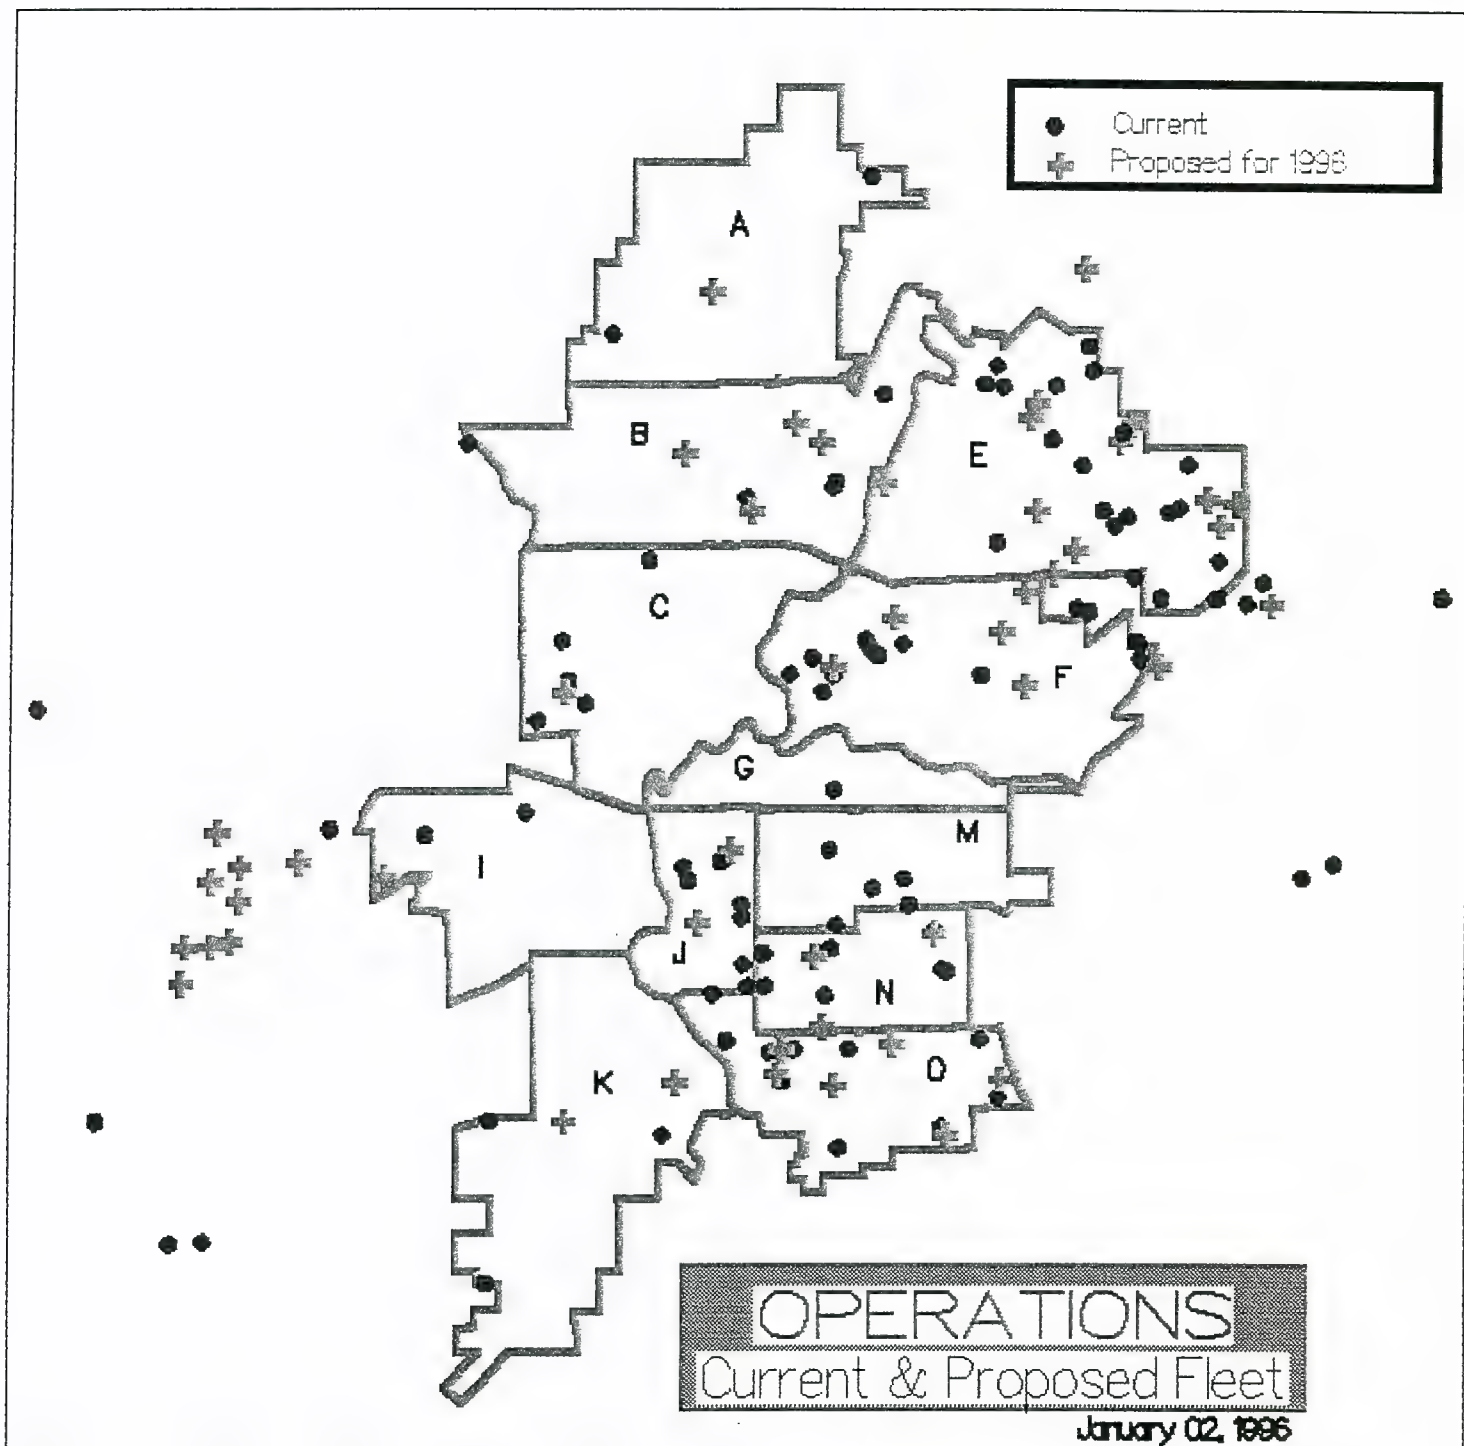 Current
Proposed for 1996
A
B
E
C
F
G
M
I
J
N
K
O
OPERATIONS
Current & Proposed Fleet
January 02, 1996